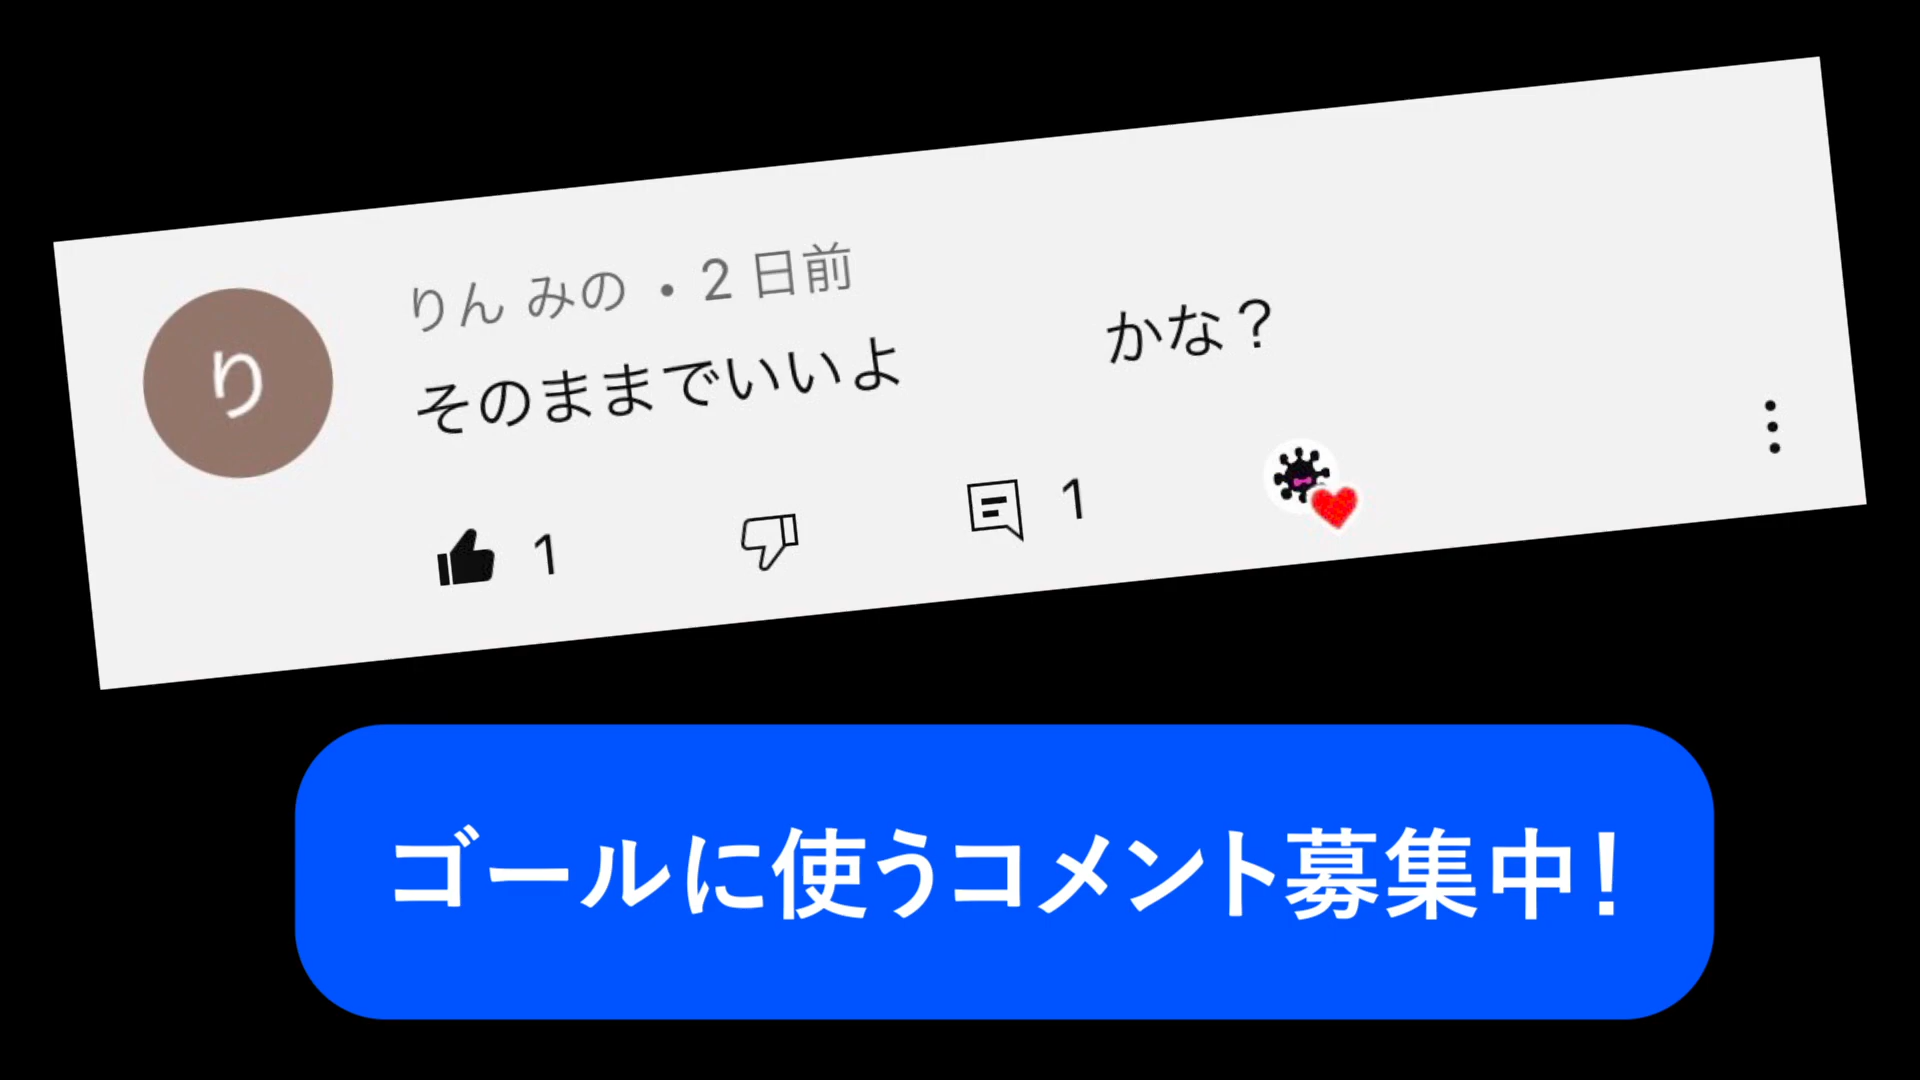 りん みの • 2 日前
り
そのままでいいよ かな？
1 1
ゴールに使うコメント募集中！